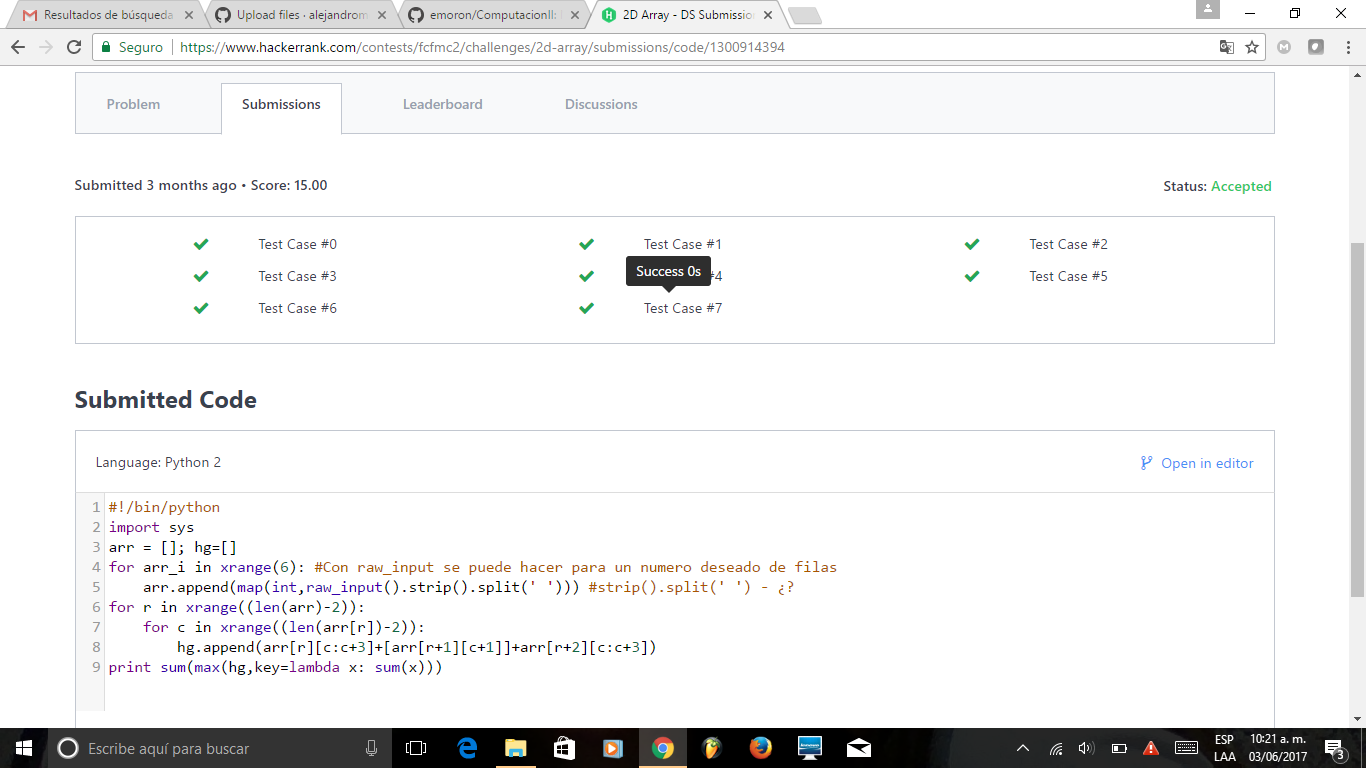 Resultados de búsqueda
Upload files · alejandrom
emoron/ComputacionII:
2D Array - DS Submissio
Seguro
https://www.hackerrank.com/contests/fcfmc2/challenges/2d-array/submissions/code/1300914394
Problem
Submissions
Leaderboard
Discussions
Submitted 3 months ago • Score: 15.00
Status: Accepted
Test Case #0
Test Case #1
Test Case #2
Test Case #3
Success 0s
#4
Test Case #5
Test Case #6
Test Case #7
Submitted Code
Language: Python 2
Open in editor
1 #!/bin/python
2 import sys
3 arr = []; hg=[]
4 for arr_i in xrange(6): #Con raw_input se puede hacer para un numero deseado de filas
5     arr.append(map(int,raw_input().strip().split(' '))) #strip().split(' ') - ¿?
6 for r in xrange((len(arr)-2)):
7     for c in xrange((len(arr[r])-2)):
8         hg.append(arr[r][c:c+3]+[arr[r+1][c+1]]+arr[r+2][c:c+3])
9 print sum(max(hg,key=lambda x: sum(x)))
Escribe aquí para buscar
ESP
LAA
10:21 a. m.
03/06/2017
3